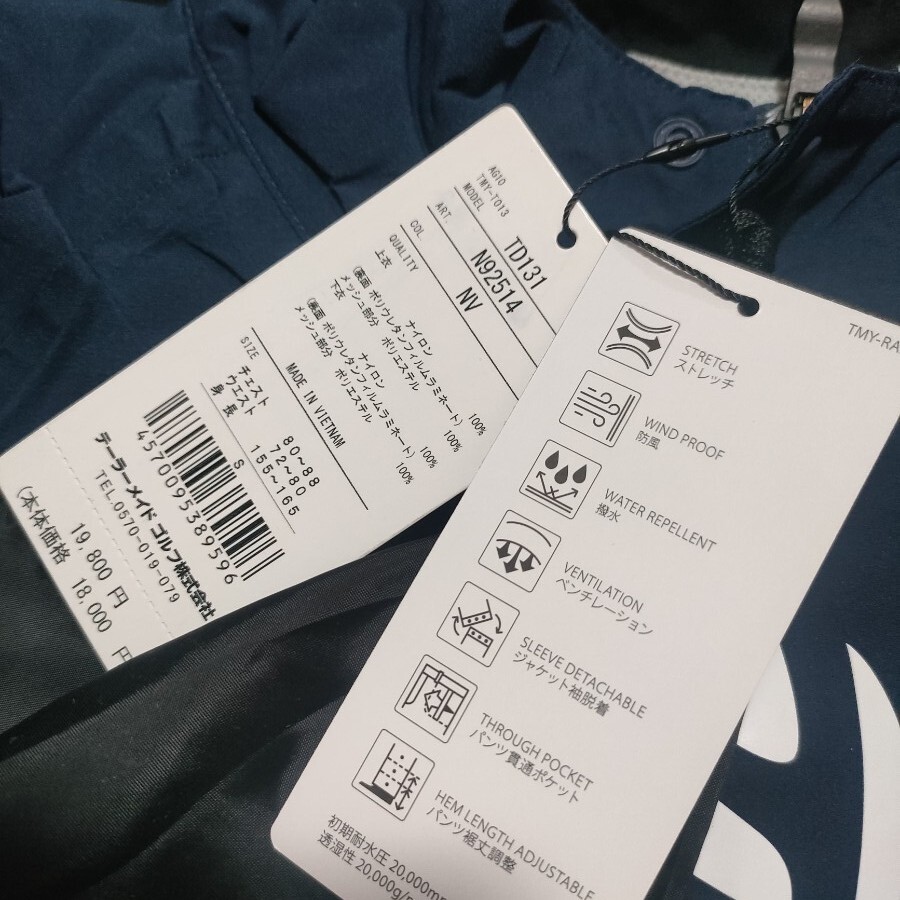 AG10
TMY-T013
MODEL TD131
ART. N92514
COL. NV
QUALITY
上衣 ナイロン 100%
(裏面 ポリウレタンフィルムラミネート)
メッシュ部分 ポリエステル 100%
下衣 ナイロン 100%
(裏面 ポリウレタンフィルムラミネート)
メッシュ部分 ポリエステル 100%
MADE IN VIETNAM
SIZE
チェスト 80~88
ウェスト 72~80
身長 155~165
S
4570095389596
テーラーメイド ゴルフ株式会社
TEL.0570-019-079
19,800 円
(本体価格 18,000 円
TMY-RA
STRETCH
ストレッチ
WIND PROOF
防風
WATER REPELLENT
撥水
VENTILATION
ベンチレーション
SLEEVE DETACHABLE
ジャケット袖脱着
THROUGH POCKET
パンツ貫通ポケット
HEM LENGTH ADJUSTABLE
パンツ裾丈調整
初期耐水圧 20,000mm
透湿性 20,000g/